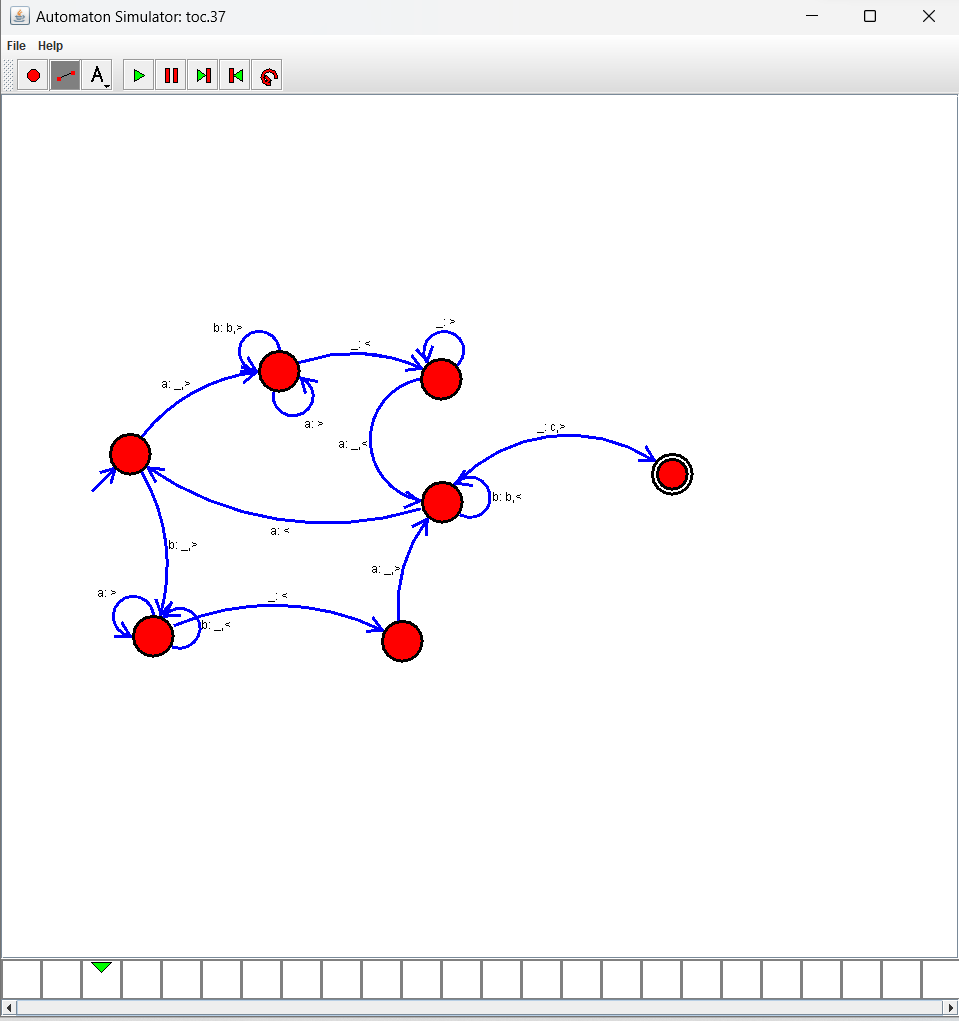 Automaton Simulator: toc.37
File Help
A
b: b,>
_: >
_: <
a: _,>
a: >
_: c,>
a: _,<
b: b,<
a: <
b: _,>
a: _,>
a: >
_: <
b: _,<